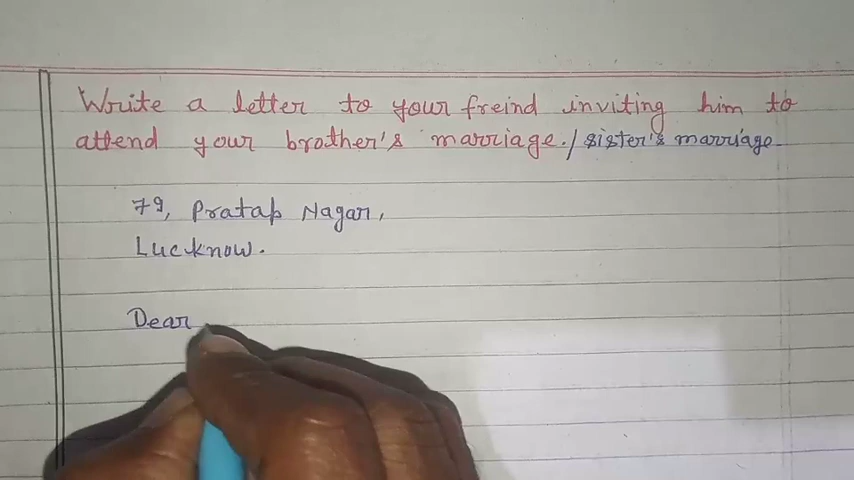 Write a letter to your freind inviting him to
attend your brother's marriage./sister's marriage.
79, Pratap Nagar,
Lucknow.
Dear